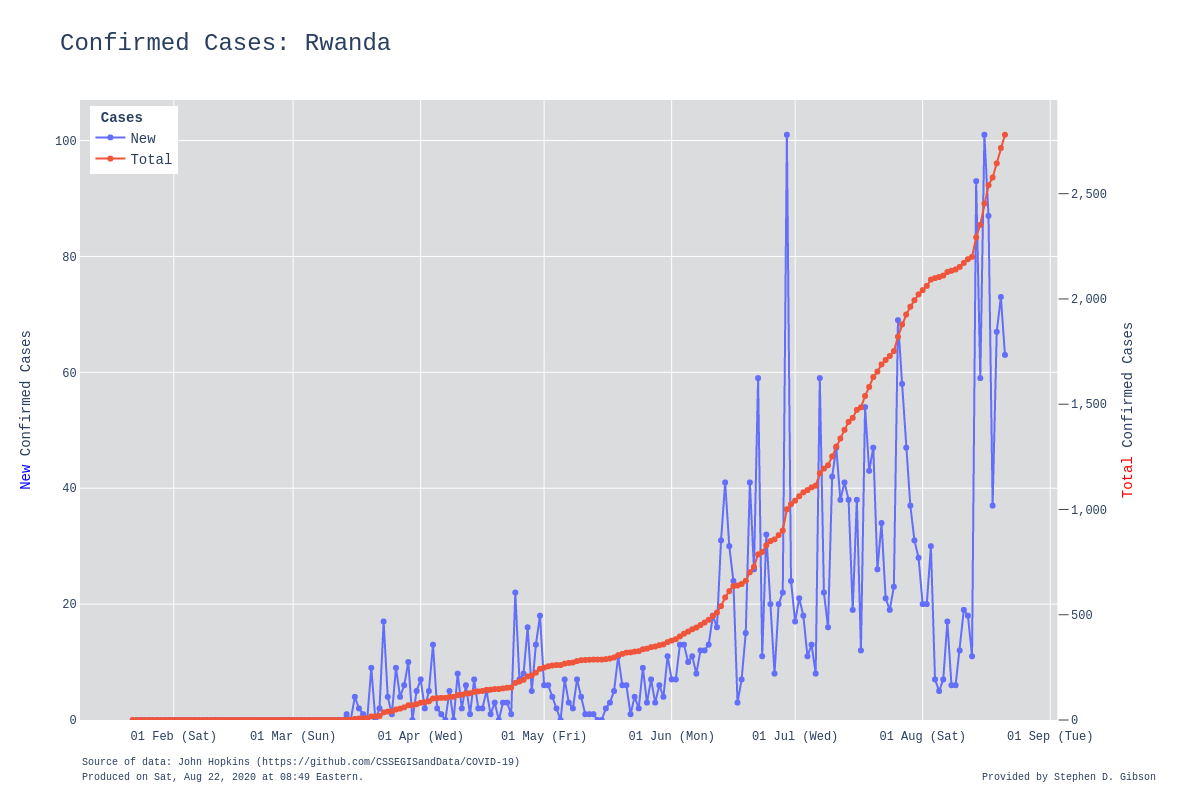 Confirmed Cases: Rwanda
Cases
New
Total
100
80
60
40
20
0
2,500
2,000
1,500
1,000
500
0
New Confirmed Cases
Total Confirmed Cases
01 Feb (Sat) 01 Mar (Sun) 01 Apr (Wed) 01 May (Fri) 01 Jun (Mon) 01 Jul (Wed) 01 Aug (Sat) 01 Sep (Tue)
Source of data: John Hopkins (https://github.com/CSSEGISandData/COVID-19)
Produced on Sat, Aug 22, 2020 at 08:49 Eastern.
Provided by Stephen D. Gibson